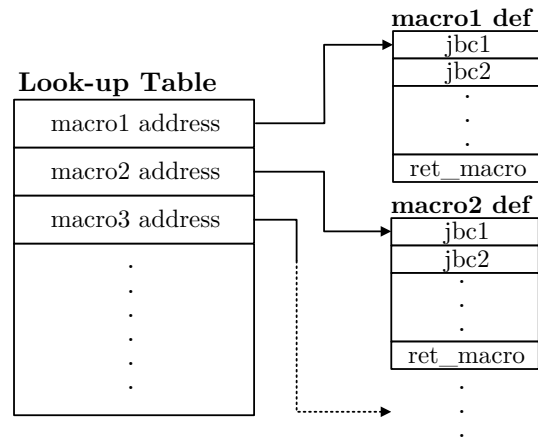 macro1 def
jbc1
jbc2
.
.
.
ret_macro
Look-up Table
macro1 address
macro2 address
macro3 address
.
.
.
.
.
.
macro2 def
jbc1
jbc2
.
.
.
ret_macro
.
.
.